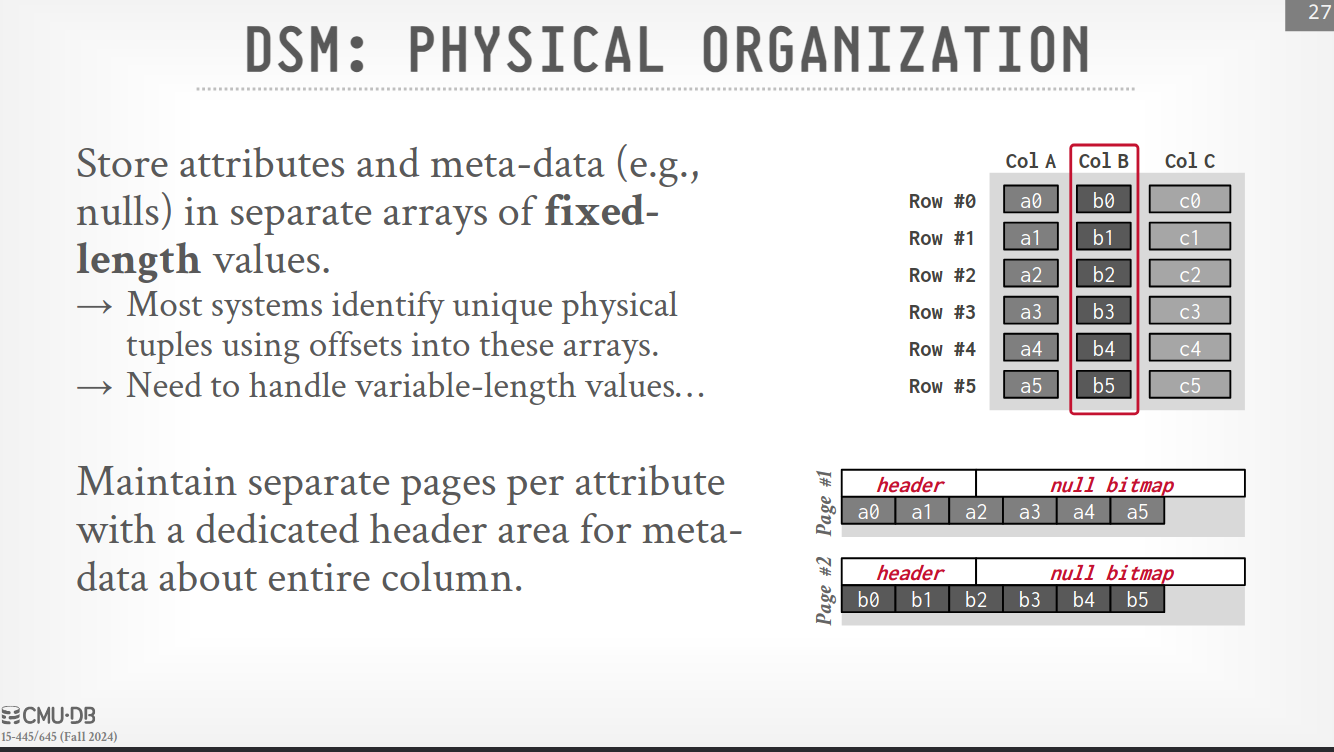 27
DSM: PHYSICAL ORGANIZATION
Store attributes and meta-data (e.g.,
nulls) in separate arrays of fixed-
length values.
→ Most systems identify unique physical
tuples using offsets into these arrays.
→ Need to handle variable-length values…
Maintain separate pages per attribute
with a dedicated header area for meta-
data about entire column.
Col A Col B Col C
Row #0 a0 b0 c0
Row #1 a1 b1 c1
Row #2 a2 b2 c2
Row #3 a3 b3 c3
Row #4 a4 b4 c4
Row #5 a5 b5 c5
Page #1
header null bitmap
a0 a1 a2 a3 a4 a5
Page #2
header null bitmap
b0 b1 b2 b3 b4 b5
CMU·DB
15-445/645 (Fall 2024)